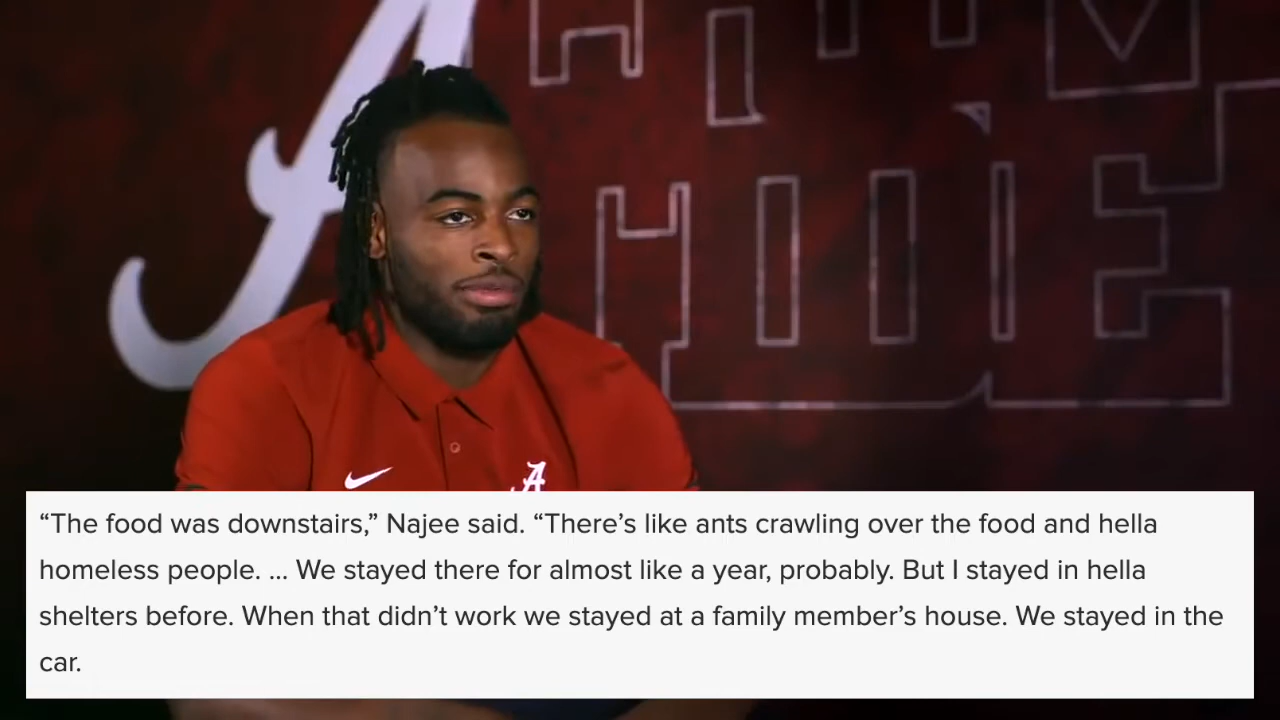 A
A
“The food was downstairs,” Najee said. “There’s like ants crawling over the food and hella
homeless people. ... We stayed there for almost like a year, probably. But I stayed in hella
shelters before. When that didn’t work we stayed at a family member’s house. We stayed in the
car.